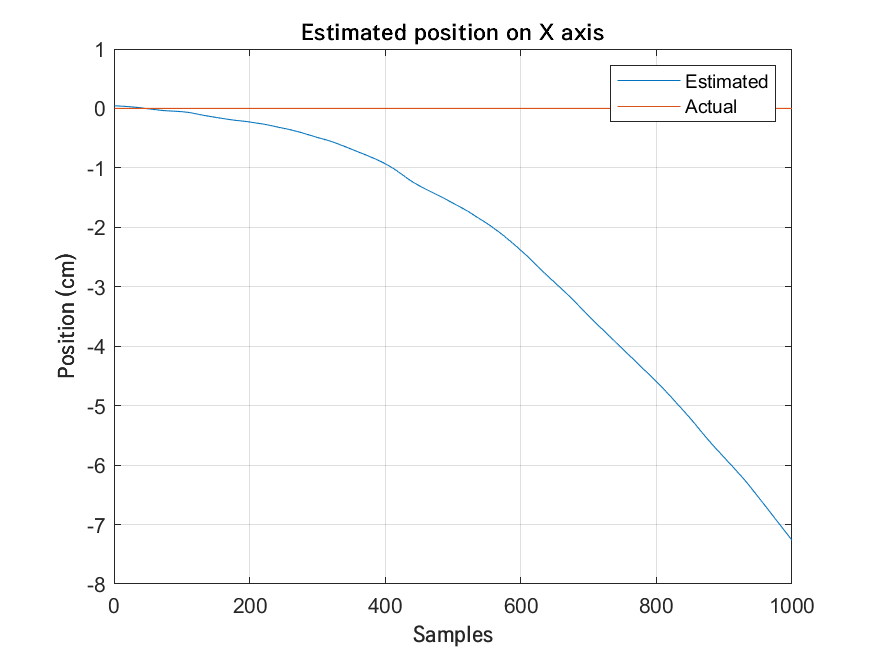 Estimated position on X axis
Estimated
Actual
Position (cm)
1
0
-1
-2
-3
-4
-5
-6
-7
-8
0 200 400 600 800 1000
Samples